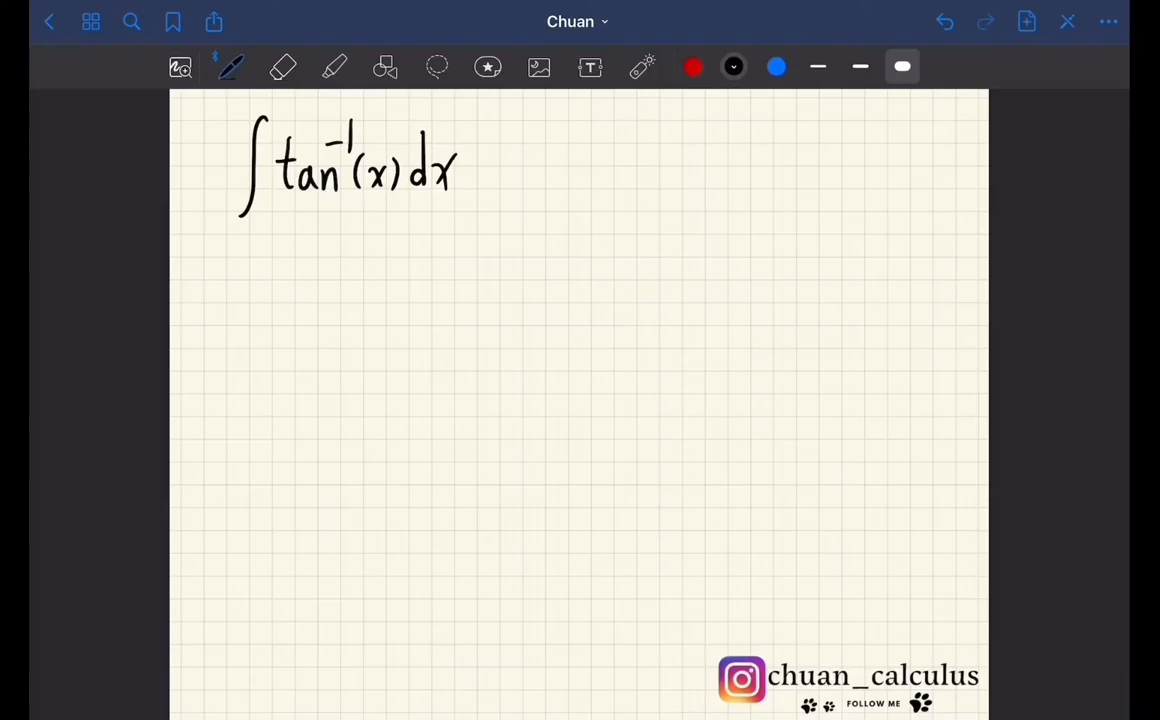 Chuan
T
∫ tan⁻¹(x) dx
chuan_calculus
FOLLOW ME